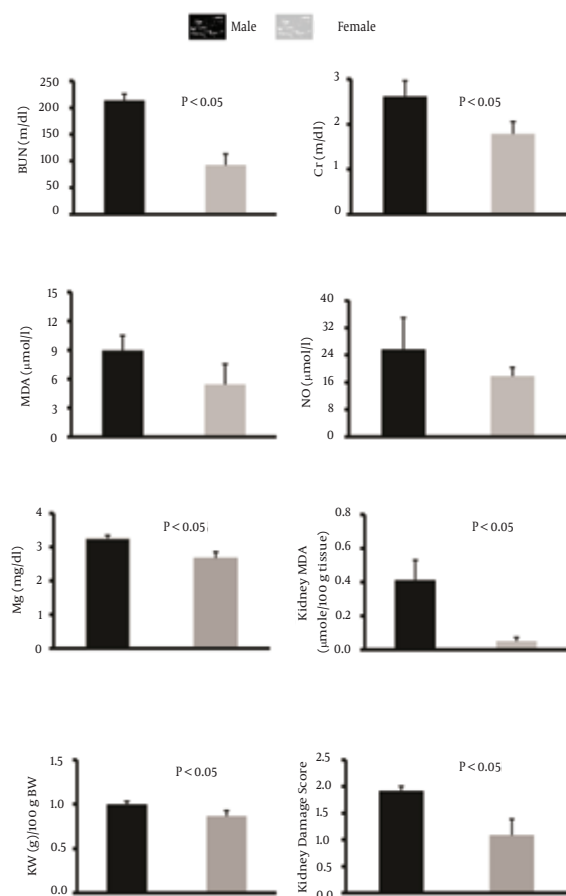 Male Female
BUN (m/dl)
250
200
150
100
50
0
P < 0.05
Cr (m/dl)
3
2
1
0
P < 0.05
MDA (µmol/l)
15
12
9
6
3
0
NO (µmol/l)
40
32
24
16
8
0
Mg (mg/dl)
4
3
2
1
0
P < 0.05
Kidney MDA
(µmole/100 g tissue)
0.8
0.6
0.4
0.2
0.0
P < 0.05
KW (g)/100 g BW
1.5
1.0
0.5
0.0
P < 0.05
Kidney Damage Score
2.5
2.0
1.5
1.0
0.5
0.0
P < 0.05